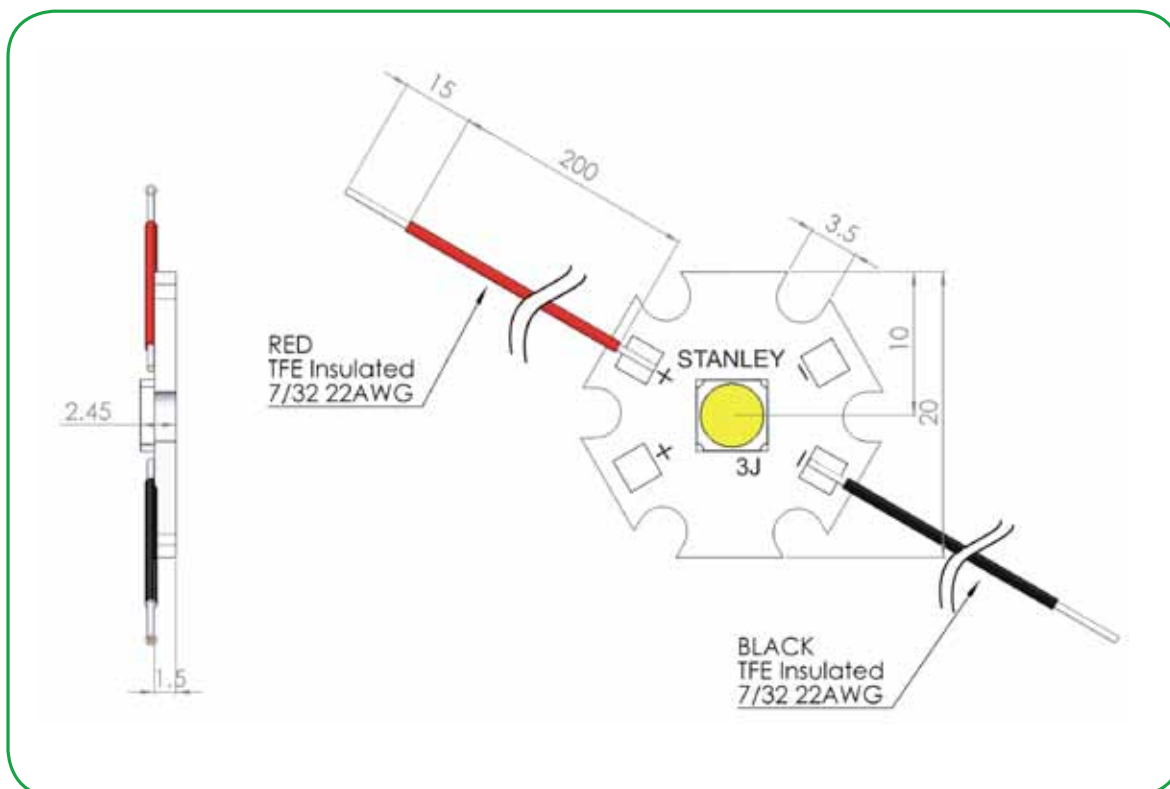 15
200
3.5
RED
TFE Insulated
7/32 22AWG
STANLEY
+
−
10
20
2.45
+
−
3J
1.5
BLACK
TFE Insulated
7/32 22AWG